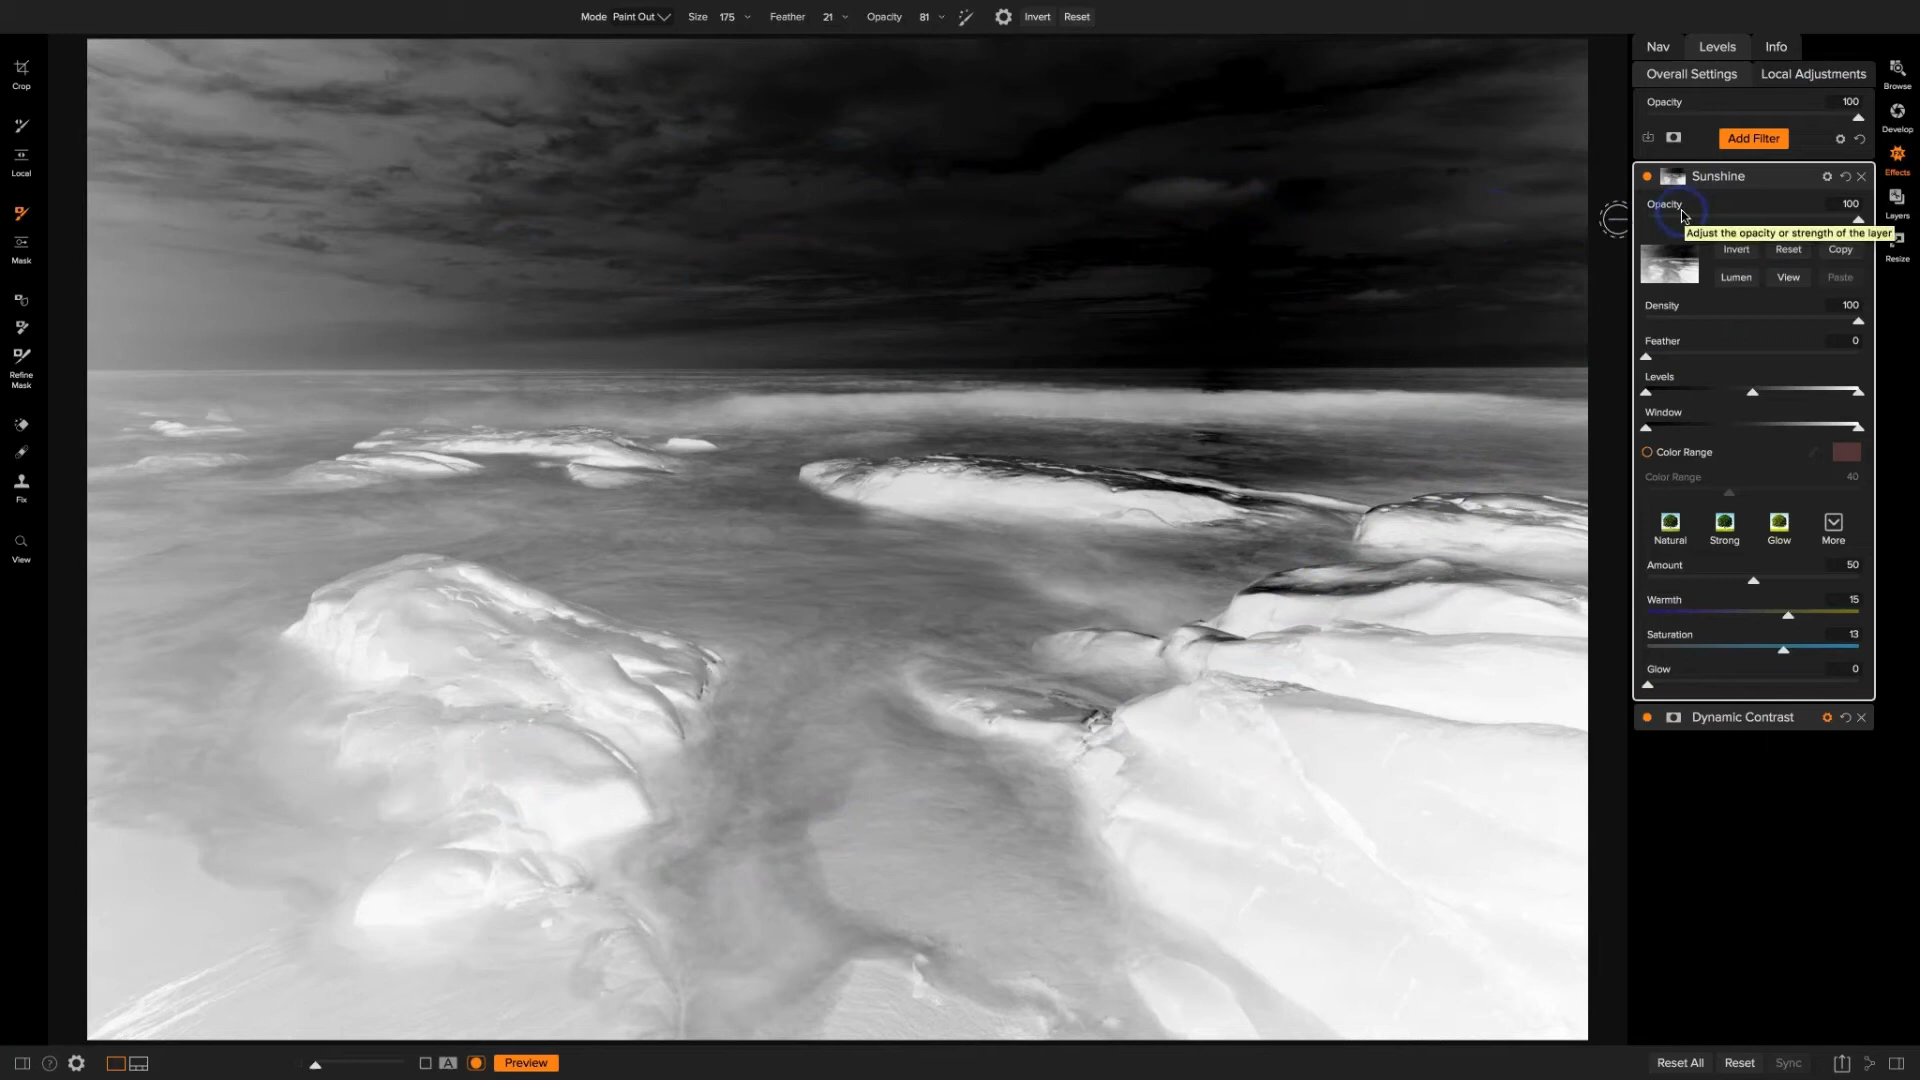 Mode Paint Out Size 175 Feather 21 Opacity 81 Invert Reset
Nav Levels Info
Overall Settings Local Adjustments
Opacity 100
Add Filter
Sunshine
Opacity 100
Adjust the opacity or strength of the layer
Invert Reset Copy
Lumen View Paste
Density 100
Feather 0
Levels
Window
Color Range
Color Range 40
Natural Strong Glow More
Amount 50
Warmth 15
Saturation 13
Glow 0
Dynamic Contrast
Crop
Local
Mask
Refine
Mask
Fix
View
Browse
Develop
Effects
Layers
Resize
? A Preview
Reset All Reset Sync